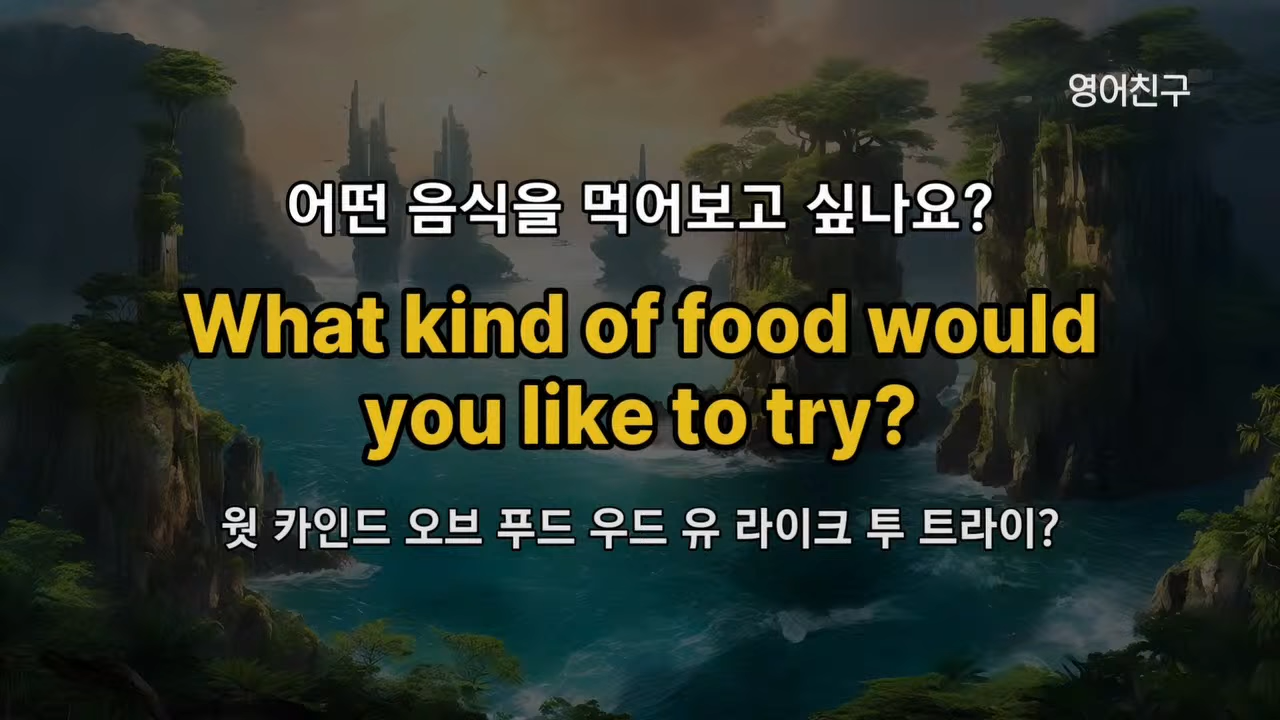 영어친구
어떤 음식을 먹어보고 싶나요?
What kind of food would
you like to try?
웟 카인드 오브 푸드 우드 유 라이크 투 트라이?